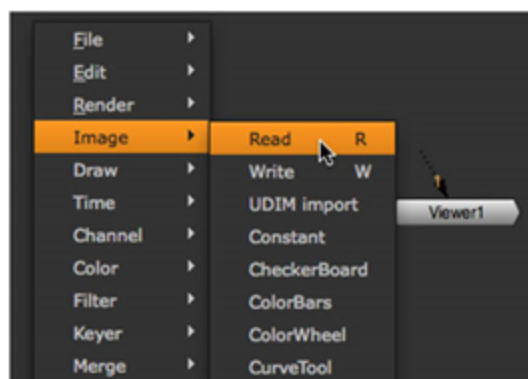 File
Edit
Render
Image
Draw
Time
Channel
Color
Filter
Keyer
Merge
Read R
Write W
UDIM import
Constant
CheckerBoard
ColorBars
ColorWheel
CurveTool
1
Viewer1